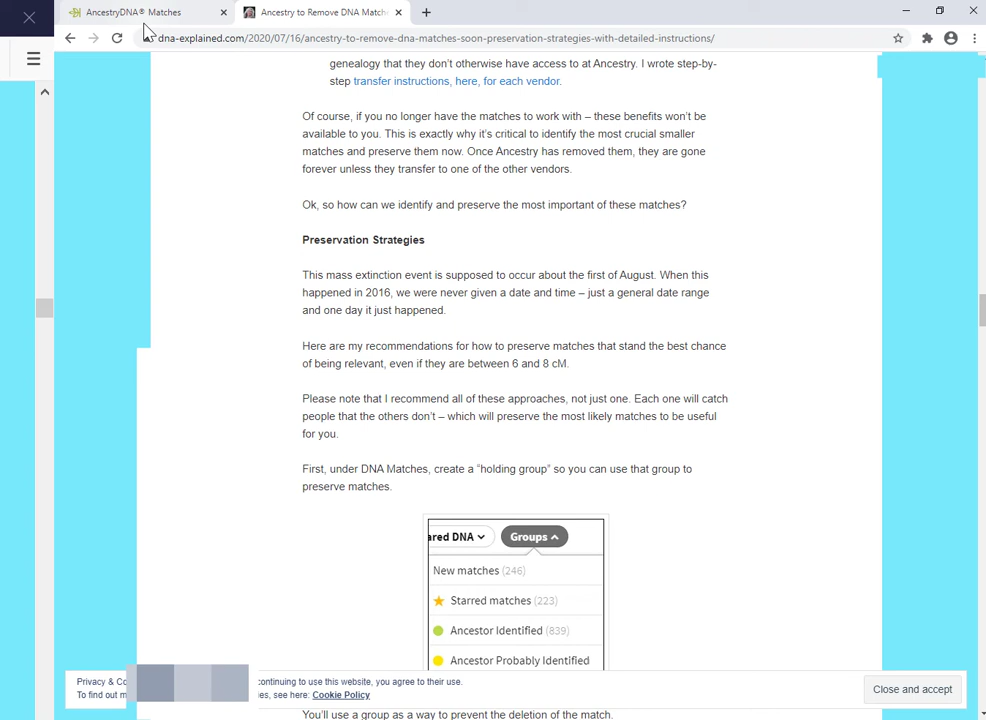 AncestryDNA® Matches
Ancestry to Remove DNA Matche
dna-explained.com/2020/07/16/ancestry-to-remove-dna-matches-soon-preservation-strategies-with-detailed-instructions/
genealogy that they don't otherwise have access to at Ancestry. I wrote step-by-
step transfer instructions, here, for each vendor.
Of course, if you no longer have the matches to work with – these benefits won't be
available to you. This is exactly why it's critical to identify the most crucial smaller
matches and preserve them now. Once Ancestry has removed them, they are gone
forever unless they transfer to one of the other vendors.
Ok, so how can we identify and preserve the most important of these matches?
Preservation Strategies
This mass extinction event is supposed to occur about the first of August. When this
happened in 2016, we were never given a date and time – just a general date range
and one day it just happened.
Here are my recommendations for how to preserve matches that stand the best chance
of being relevant, even if they are between 6 and 8 cM.
Please note that I recommend all of these approaches, not just one. Each one will catch
people that the others don't – which will preserve the most likely matches to be useful
for you.
First, under DNA Matches, create a “holding group” so you can use that group to
preserve matches.
ared DNA Groups
New matches (246)
Starred matches (223)
Ancestor Identified (839)
Ancestor Probably Identified
Privacy & Co continuing to use this website, you agree to their use.
To find out m es, see here: Cookie Policy
Close and accept
You'll use a group as a way to prevent the deletion of the match.